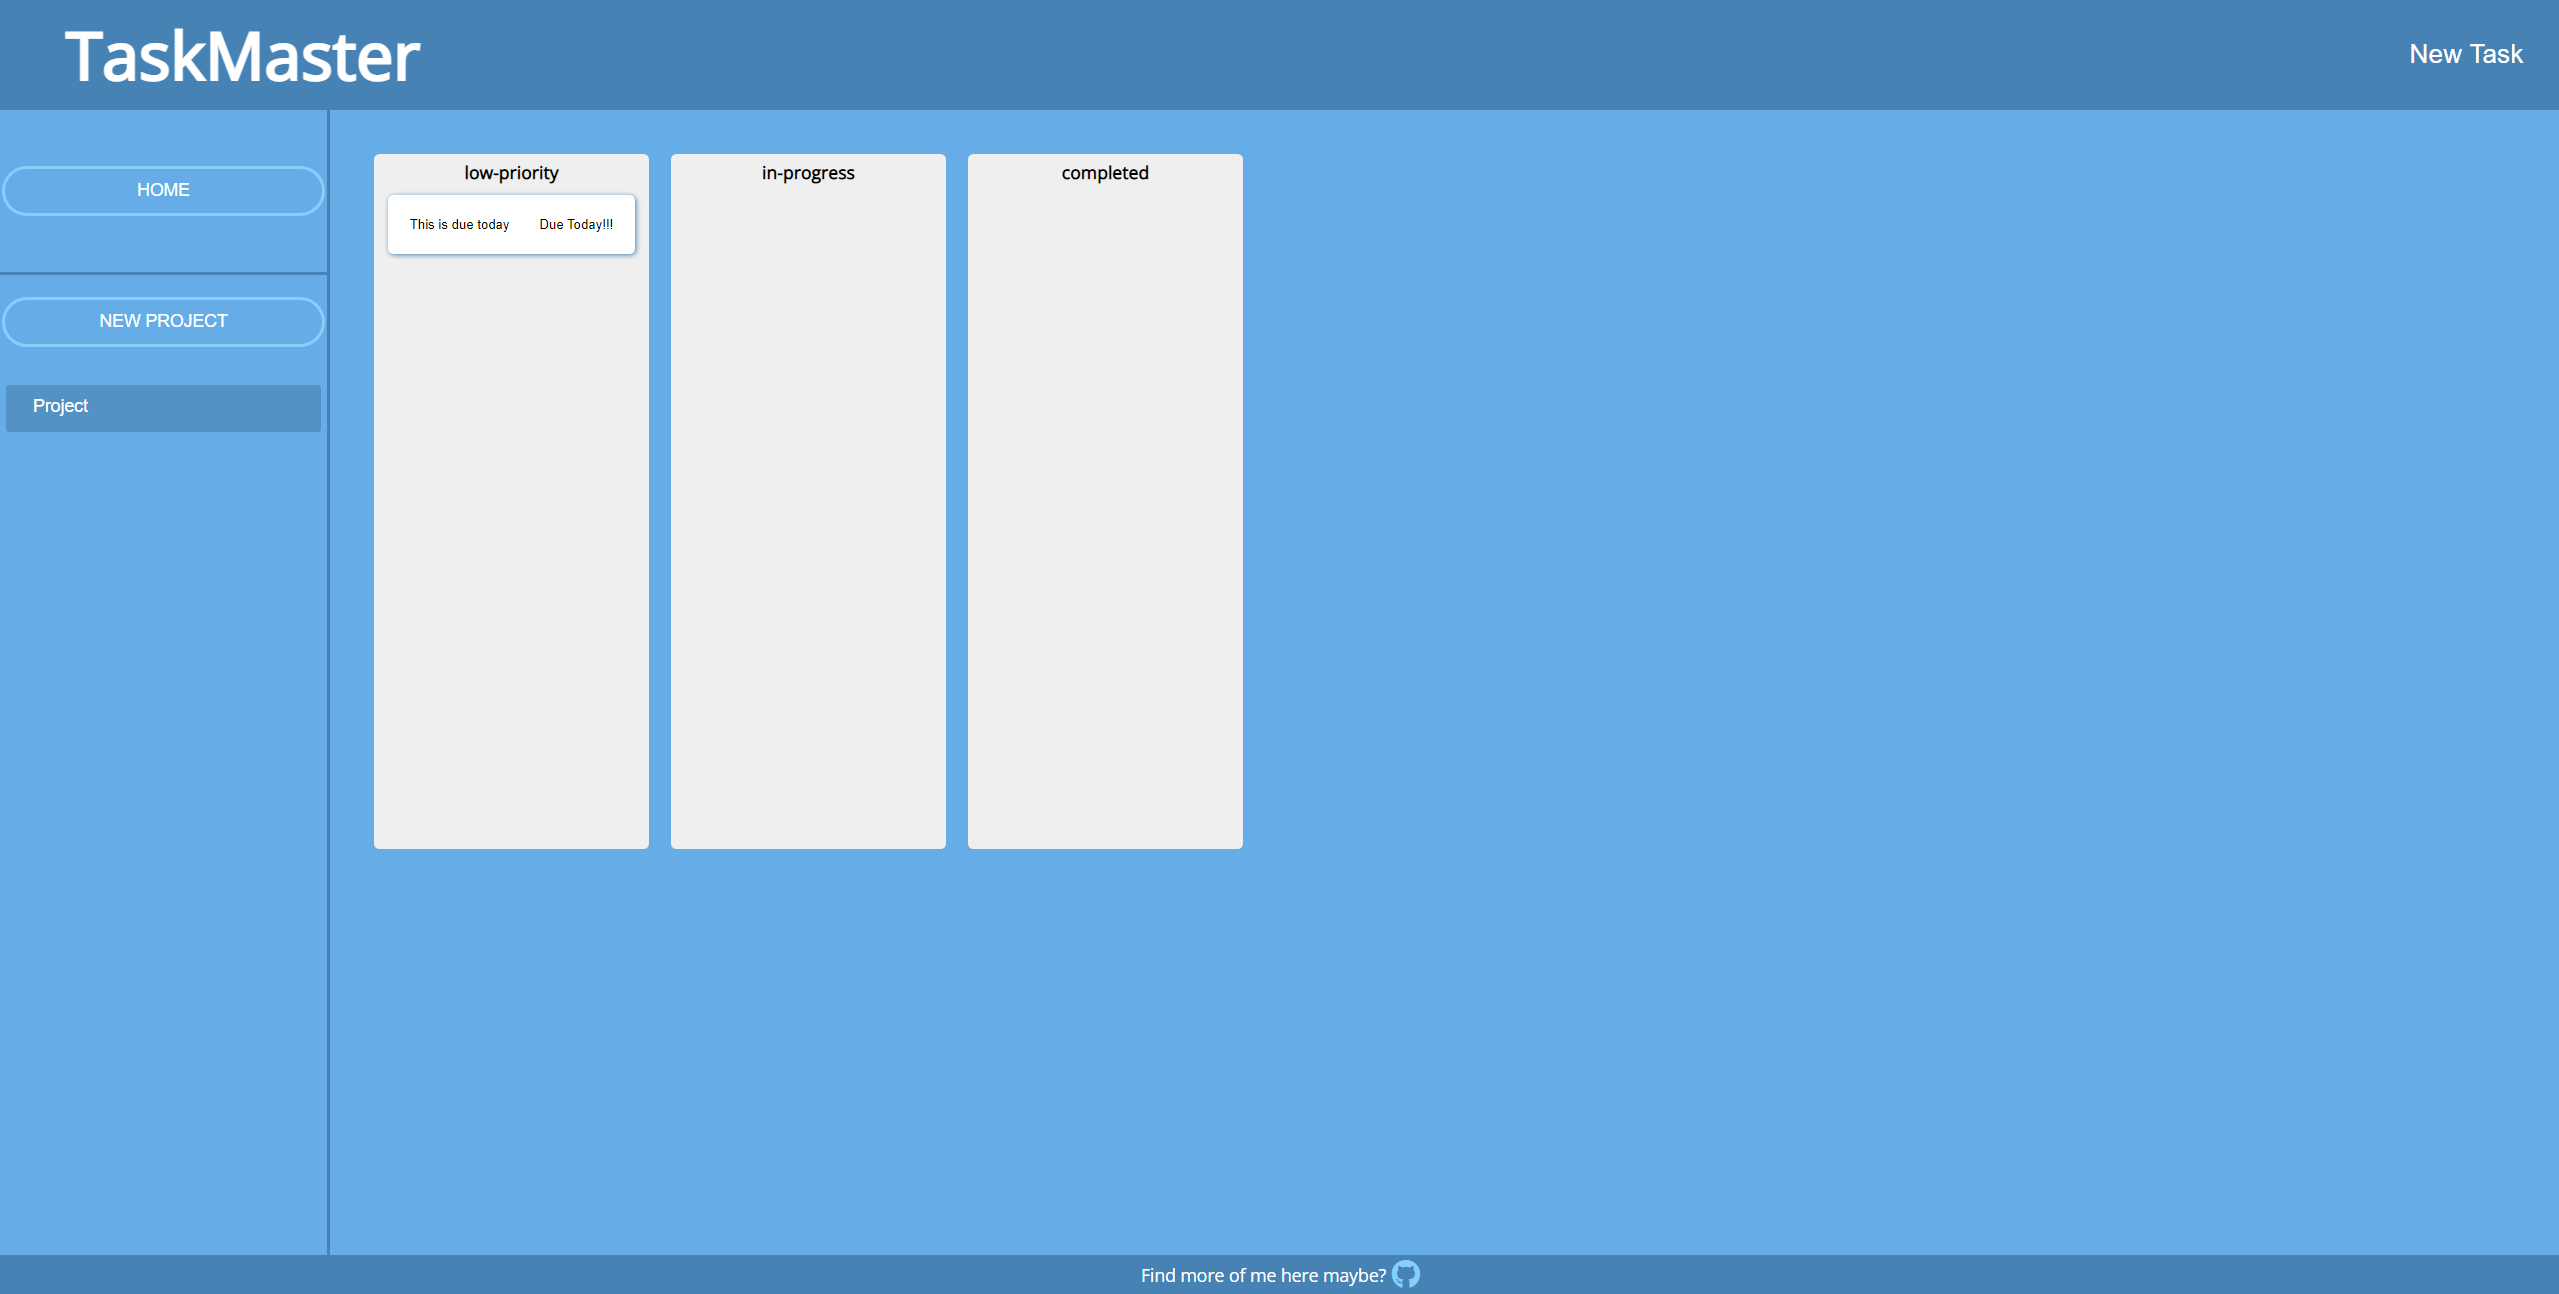 TaskMaster
New Task
HOME
NEW PROJECT
Project
low-priority
This is due today Due Today!!!
in-progress
completed
Find more of me here maybe?